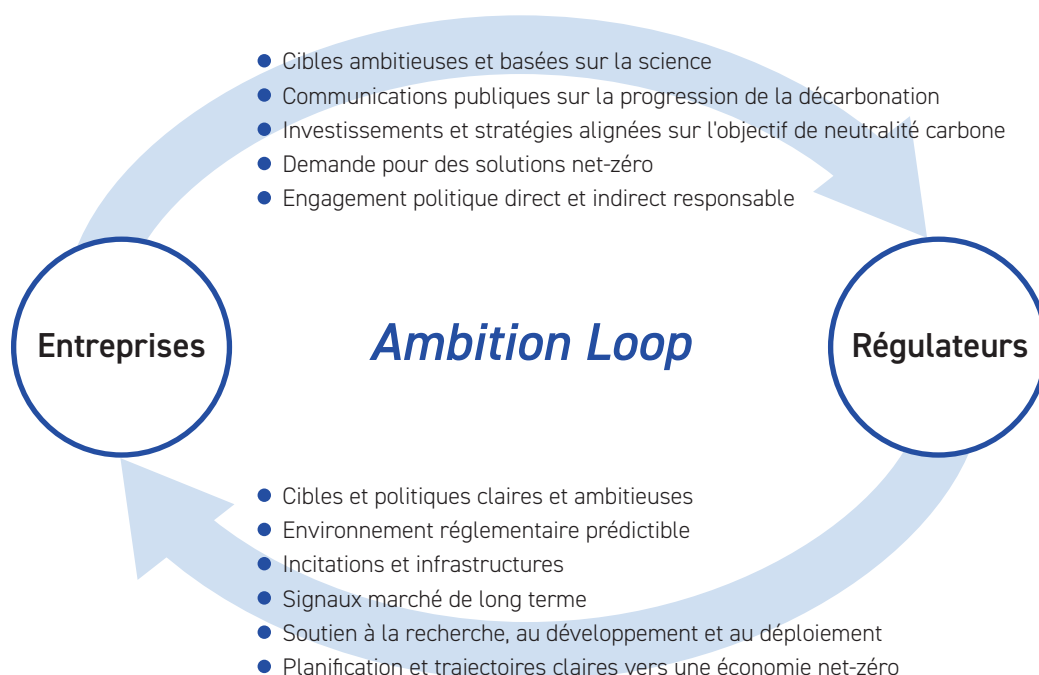 Cibles ambitieuses et basées sur la science
Communications publiques sur la progression de la décarbonation
Investissements et stratégies alignées sur l'objectif de neutralité carbone
Demande pour des solutions net-zéro
Engagement politique direct et indirect responsable
Entreprises
Ambition Loop
Régulateurs
Cibles et politiques claires et ambitieuses
Environnement réglementaire prédictible
Incitations et infrastructures
Signaux marché de long terme
Soutien à la recherche, au développement et au déploiement
Planification et trajectoires claires vers une économie net-zéro